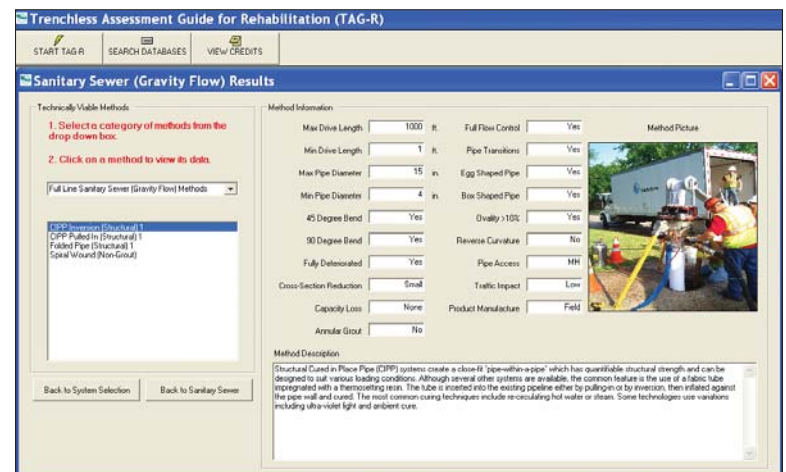 Trenchless Assessment Guide for Rehabilitation (TAG-R)
START TAG-R
SEARCH DATABASES
VIEW CREDITS
Sanitary Sewer (Gravity Flow) Results
Technically Viable Methods
1. Select a category of methods from the
drop down box.
2. Click on a method to view its data.
Full Line Sanitary Sewer (Gravity Flow) Methods
CIPP Inversion (Structural) 1
CIPP Pulled In (Structural) 1
Folded Pipe (Structural) 1
Spiral Wound (Non-Grout)
Back to System Selection
Back to Sanitary Sewer
Method Information
Max Drive Length 1000 ft.
Min Drive Length 1 ft.
Max Pipe Diameter 15 in
Min Pipe Diameter 4 in
45 Degree Bend Yes
90 Degree Bend Yes
Fully Deteriorated Yes
Cross-Section Reduction Small
Capacity Loss None
Annular Grout No
Full Flow Control Yes
Pipe Transitions Yes
Egg Shaped Pipe Yes
Box Shaped Pipe Yes
Ovality >10% Yes
Reverse Curvature No
Pipe Access MH
Traffic Impact Low
Product Manufacture Field
Method Picture
Method Description
Structural Cured in Place Pipe (CIPP) systems create a close-fit "pipe-within-a-pipe" which has quantifiable structural strength and can be
designed to suit various loading conditions. Although several other systems are available, the common feature is the use of a fabric tube
impregnated with a thermosetting resin. The tube is inserted into the existing pipeline either by pulling-in or by inversion, then inflated against
the pipe wall and cured. The most common curing techniques include re-circulating hot water or steam. Some technologies use variations
including ultra-violet light and ambient cure.